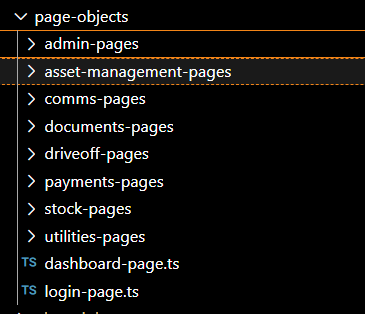 page-objects
admin-pages
asset-management-pages
comms-pages
documents-pages
driveoff-pages
payments-pages
stock-pages
utilities-pages
TS dashboard-page.ts
TS login-page.ts